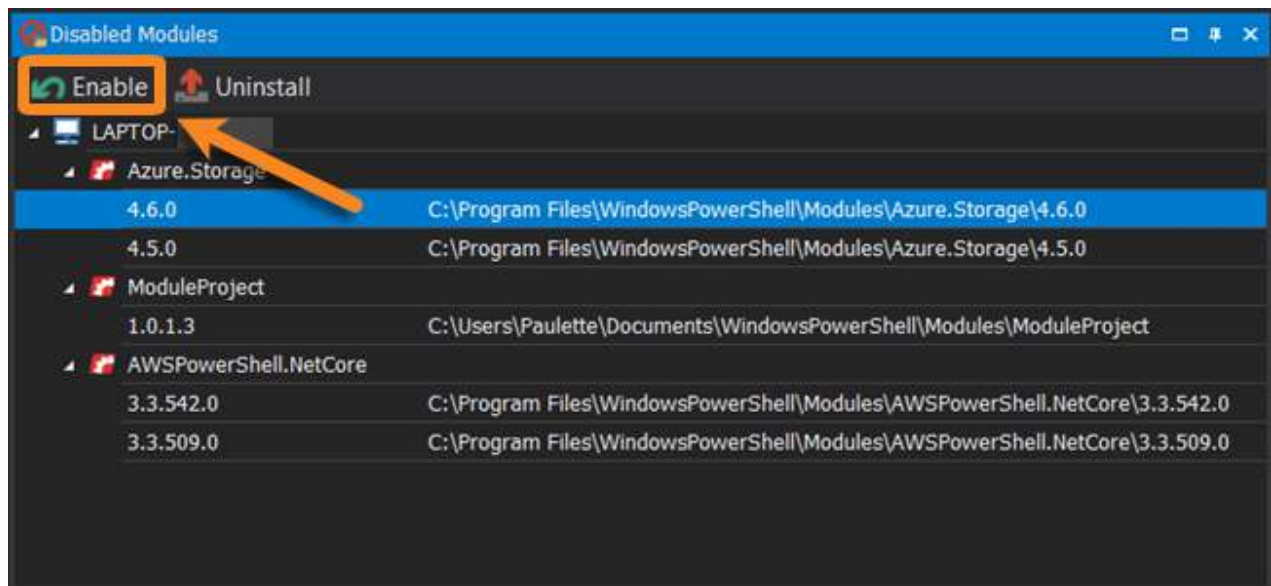 Disabled Modules
Enable Uninstall
LAPTOP-
Azure.Storage
4.6.0 C:\Program Files\WindowsPowerShell\Modules\Azure.Storage\4.6.0
4.5.0 C:\Program Files\WindowsPowerShell\Modules\Azure.Storage\4.5.0
ModuleProject
1.0.1.3 C:\Users\Paulette\Documents\WindowsPowerShell\Modules\ModuleProject
AWSPowerShell.NetCore
3.3.542.0 C:\Program Files\WindowsPowerShell\Modules\AWSPowerShell.NetCore\3.3.542.0
3.3.509.0 C:\Program Files\WindowsPowerShell\Modules\AWSPowerShell.NetCore\3.3.509.0